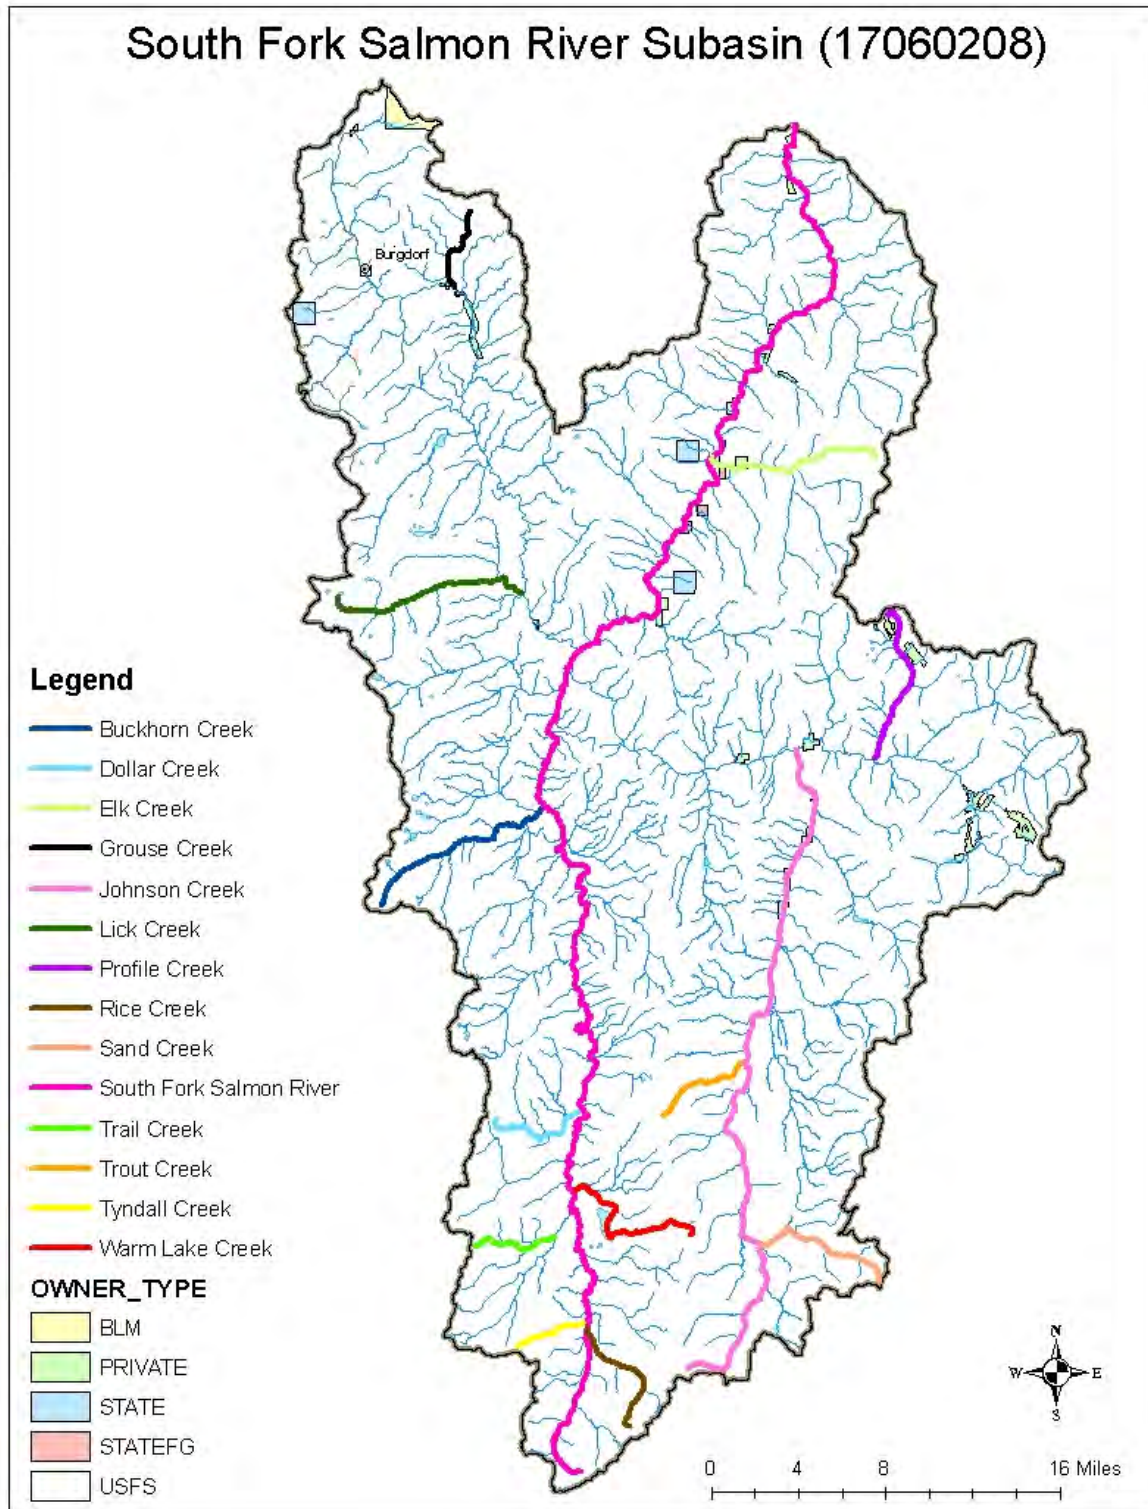 South Fork Salmon River Subasin (17060208)
Burgdorf
Legend
Buckhorn Creek
Dollar Creek
Elk Creek
Grouse Creek
Johnson Creek
Lick Creek
Profile Creek
Rice Creek
Sand Creek
South Fork Salmon River
Trail Creek
Trout Creek
Tyndall Creek
Warm Lake Creek
OWNER_TYPE
BLM
PRIVATE
STATE
STATEFG
USFS
N
W E
S
0 4 8 16 Miles